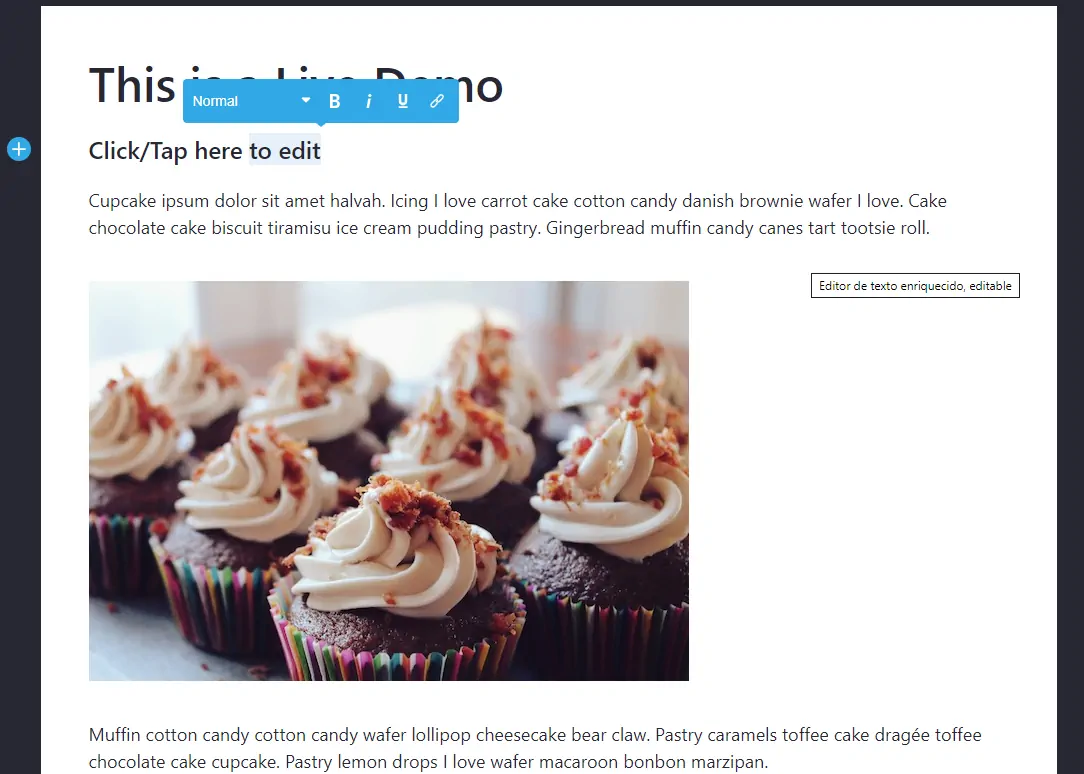 This is a Live Demo
Normal B i U
Click/Tap here to edit
Cupcake ipsum dolor sit amet halvah. Icing I love carrot cake cotton candy danish brownie wafer I love. Cake
chocolate cake biscuit tiramisu ice cream pudding pastry. Gingerbread muffin candy canes tart tootsie roll.
Editor de texto enriquecido, editable
Muffin cotton candy cotton candy wafer lollipop cheesecake bear claw. Pastry caramels toffee cake dragée toffee
chocolate cake cupcake. Pastry lemon drops I love wafer macaroon bonbon marzipan.